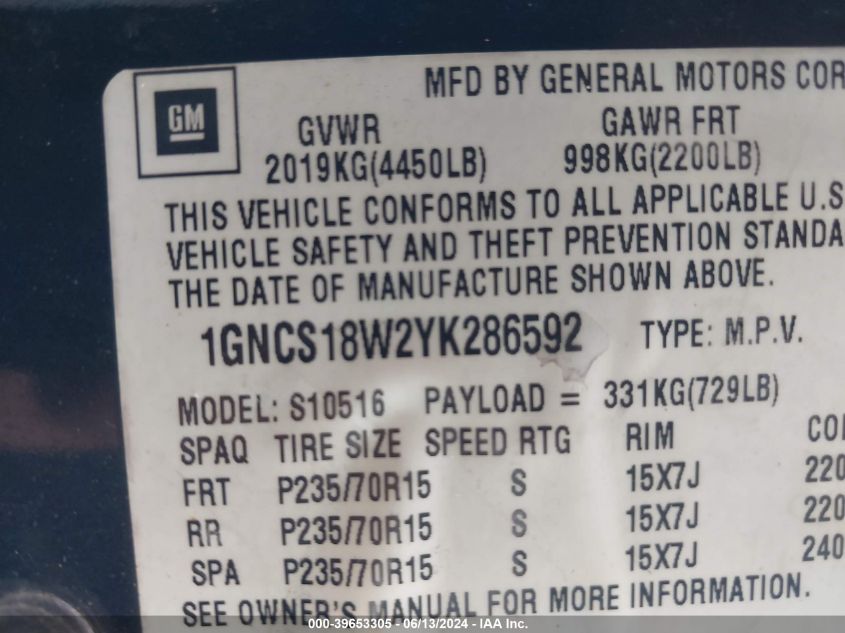 MFD BY GENERAL MOTORS COR
GM
GVWR GAWR FRT
2019KG(4450LB) 998KG(2200LB)
THIS VEHICLE CONFORMS TO ALL APPLICABLE U.S
VEHICLE SAFETY AND THEFT PREVENTION STANDA
THE DATE OF MANUFACTURE SHOWN ABOVE.
1GNCS18W2YK286592 TYPE: M.P.V.
MODEL: S10516 PAYLOAD = 331KG(729LB)
SPAQ TIRE SIZE SPEED RTG RIM COL
FRT P235/70R15 S 15X7J 220
RR P235/70R15 S 15X7J 220
SPA P235/70R15 S 15X7J 240
SEE OWNER'S MANUAL FOR MORE INFORMATION.
000-39653305 - 06/13/2024 - IAA Inc.